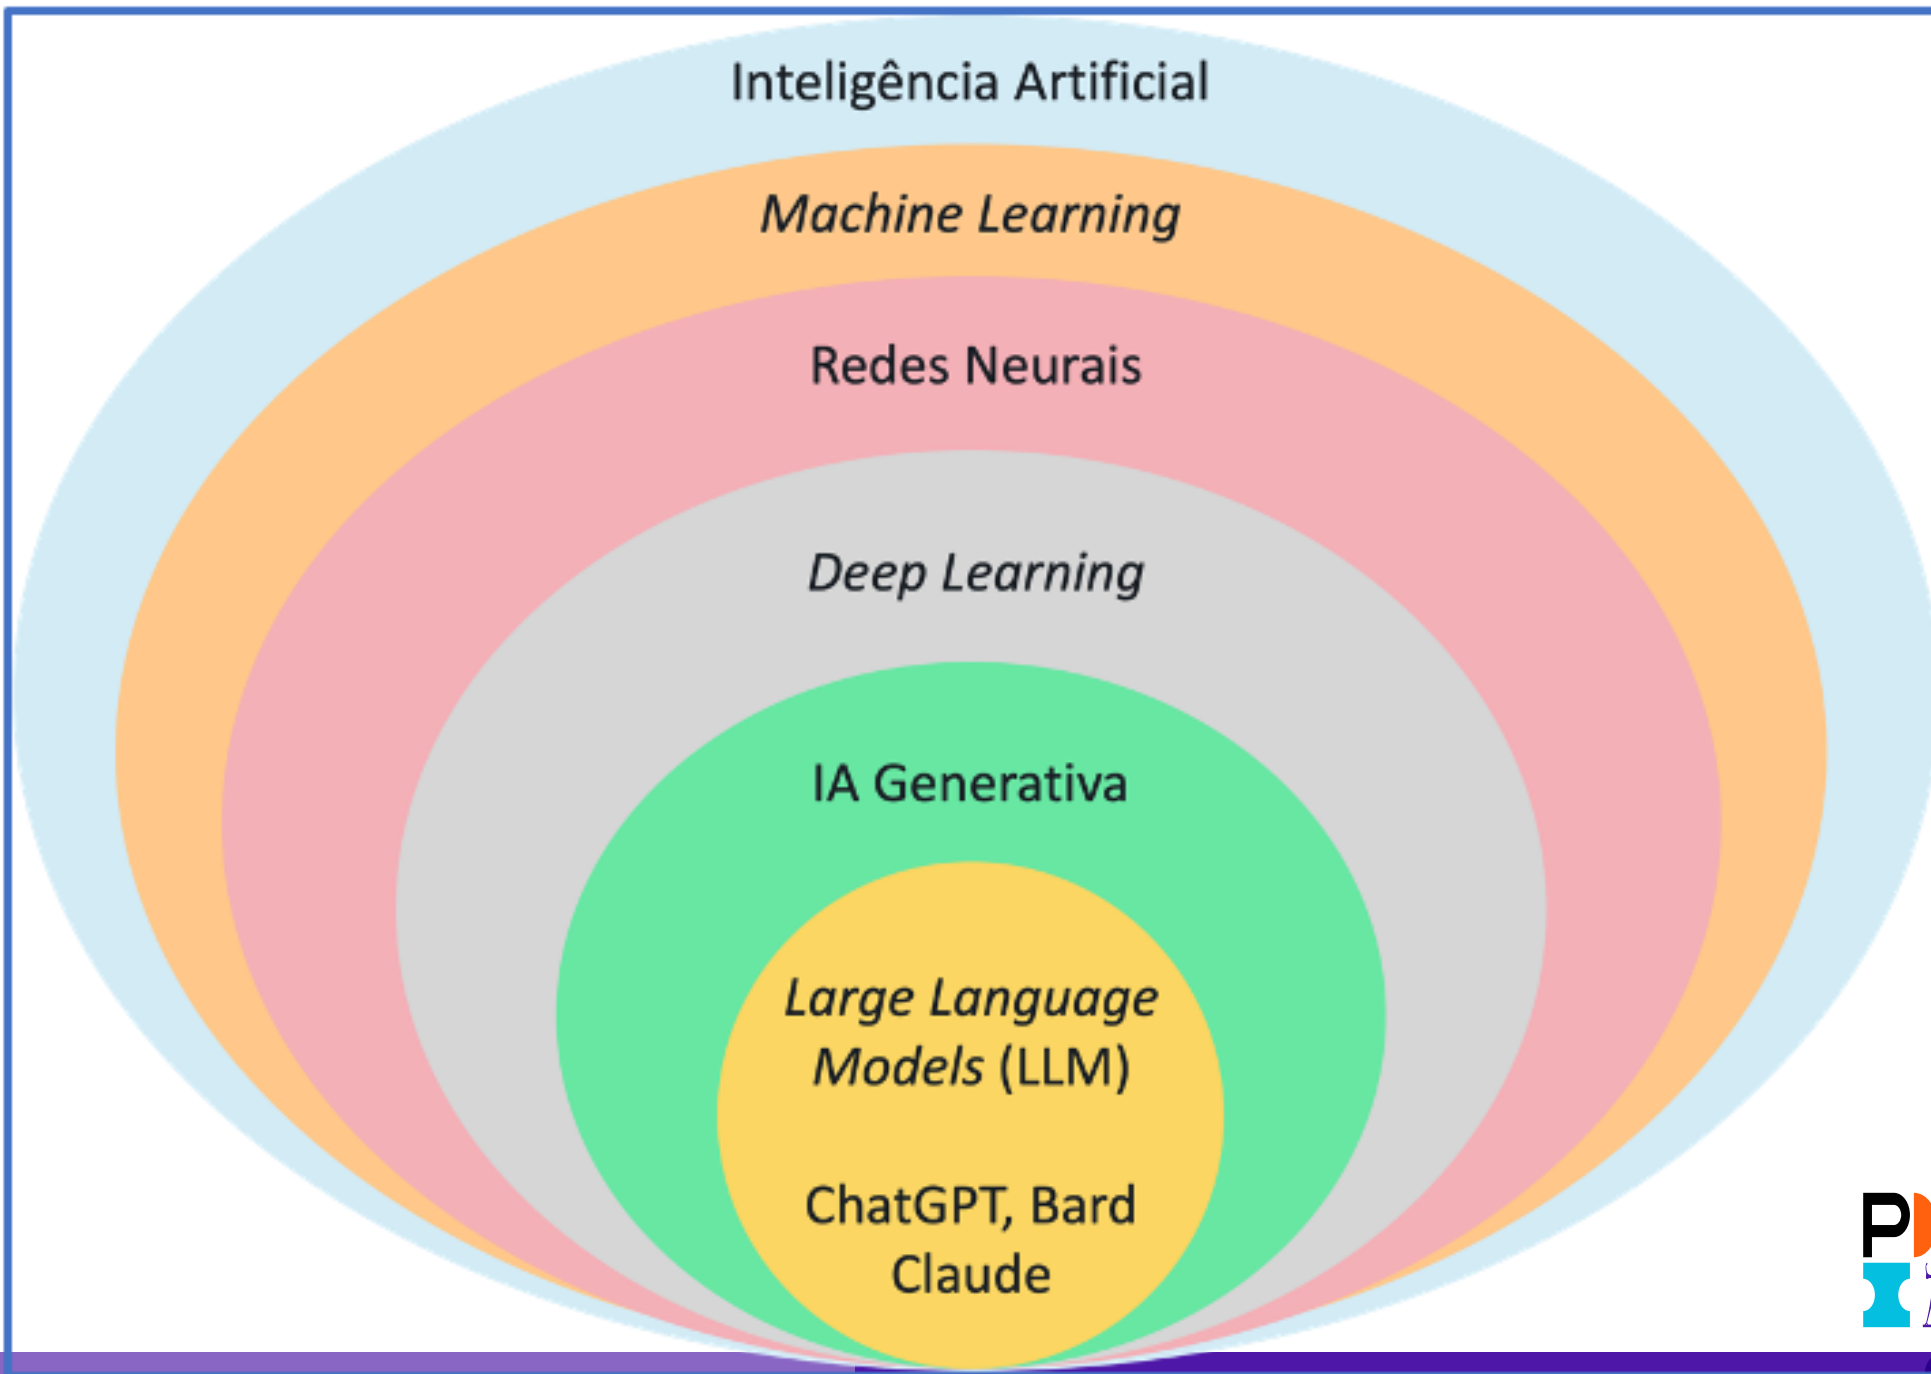 Inteligência Artificial
Machine Learning
Redes Neurais
Deep Learning
IA Generativa
Large Language
Models (LLM)
ChatGPT, Bard
Claude